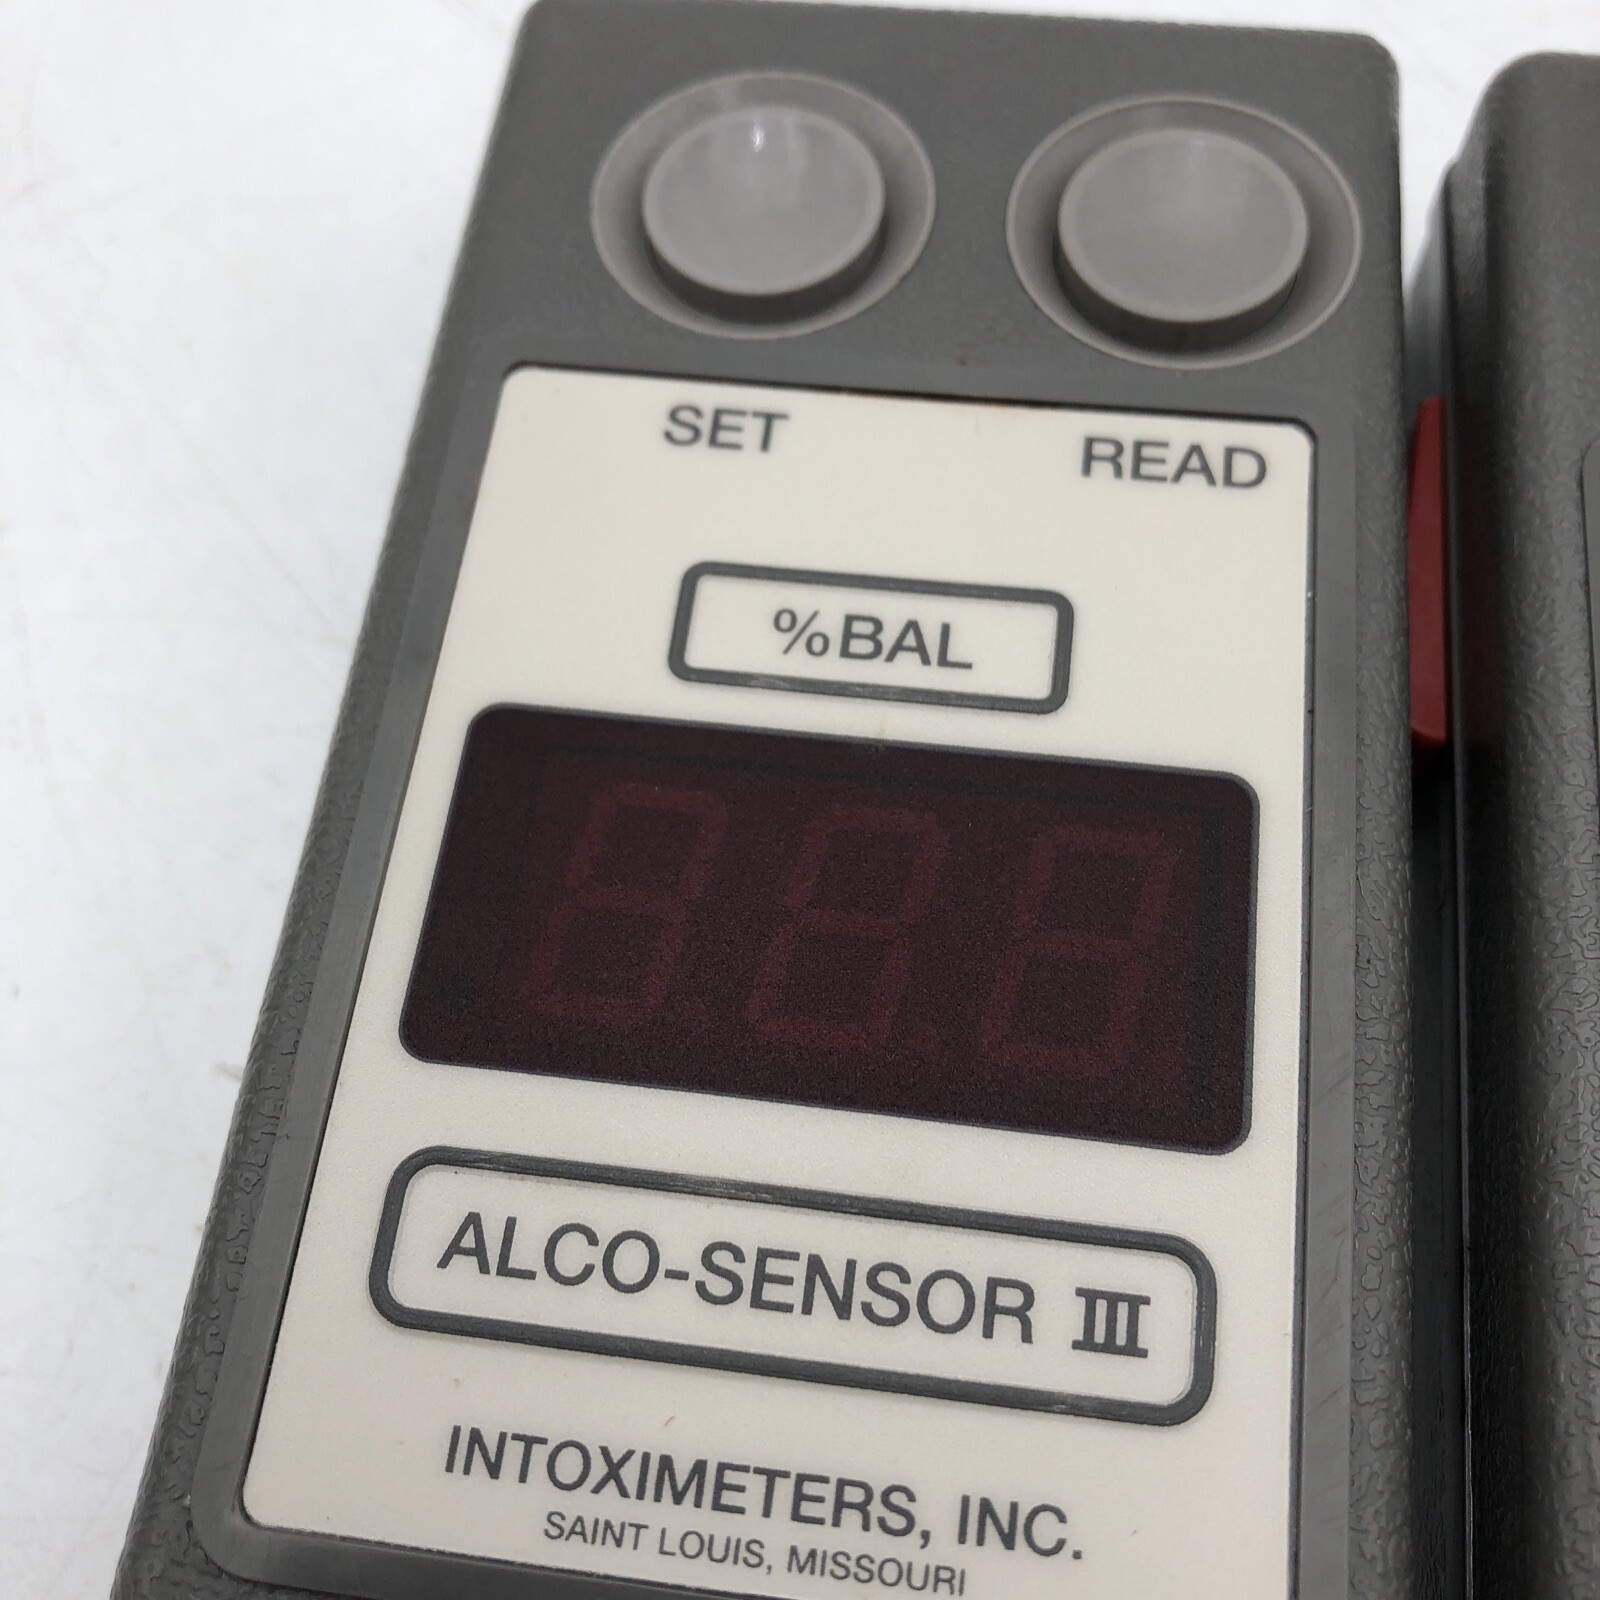 SET
READ
%BAL
ALCO-SENSOR III
INTOXIMETERS, INC.
SAINT LOUIS, MISSOURI